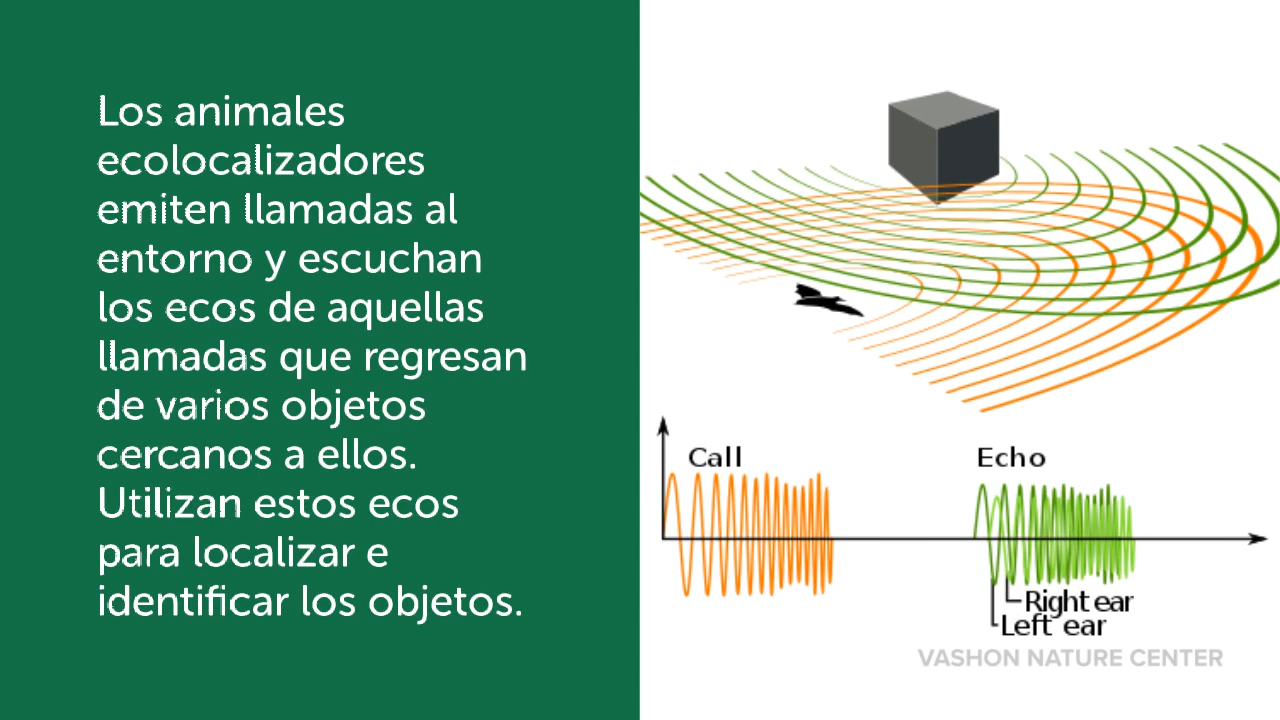 Los animales
ecolocalizadores
emiten llamadas al
entorno y escuchan
los ecos de aquellas
llamadas que regresan
de varios objetos
cercanos a ellos.
Utilizan estos ecos
para localizar e
identificar los objetos.
Call
Echo
Right ear
Left ear
VASHON NATURE CENTER